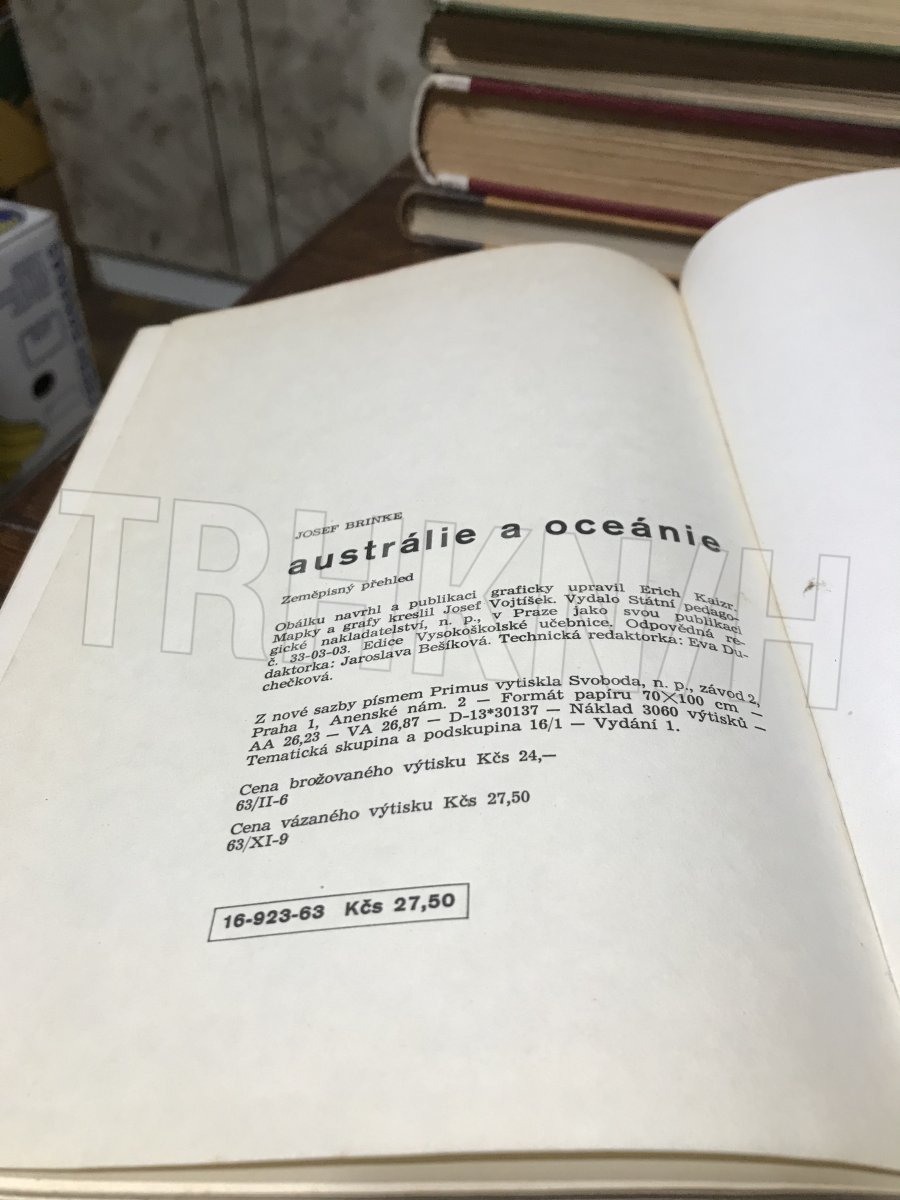 JOSEF BRINKE
austrálie a oceánie
Zeměpisný přehled
Obálku navrhl a publikaci graficky upravil Erich Kaizr.
Mapky a grafy kreslil Josef Vojtíšek. Vydalo Státní pedago-
gické nakladatelství, n. p., v Praze jako svou publikaci
č. 33-03-03. Edice Vysokoškolské učebnice. Odpovědná re-
daktorka: Jaroslava Bešíková. Technická redaktorka: Eva Du-
chečková.
Z nové sazby písmem Primus vytiskla Svoboda, n. p., závod 2,
Praha 1, Anenské nám. 2 — Formát papíru 70×100 cm —
AA 26,23 — VA 26,87 — D-13*30137 — Náklad 3060 výtisků —
Tematická skupina a podskupina 16/1 — Vydání 1.
Cena brožovaného výtisku Kčs 24,—
63/II-6
Cena vázaného výtisku Kčs 27,50
63/XI-9
16-923-63 Kčs 27,50
TRHKNIH